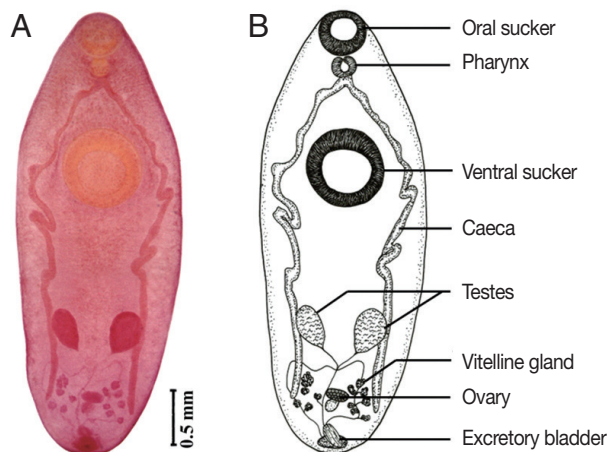 A
B
Oral sucker
Pharynx
Ventral sucker
Caeca
Testes
Vitelline gland
Ovary
Excretory bladder
0.5 mm